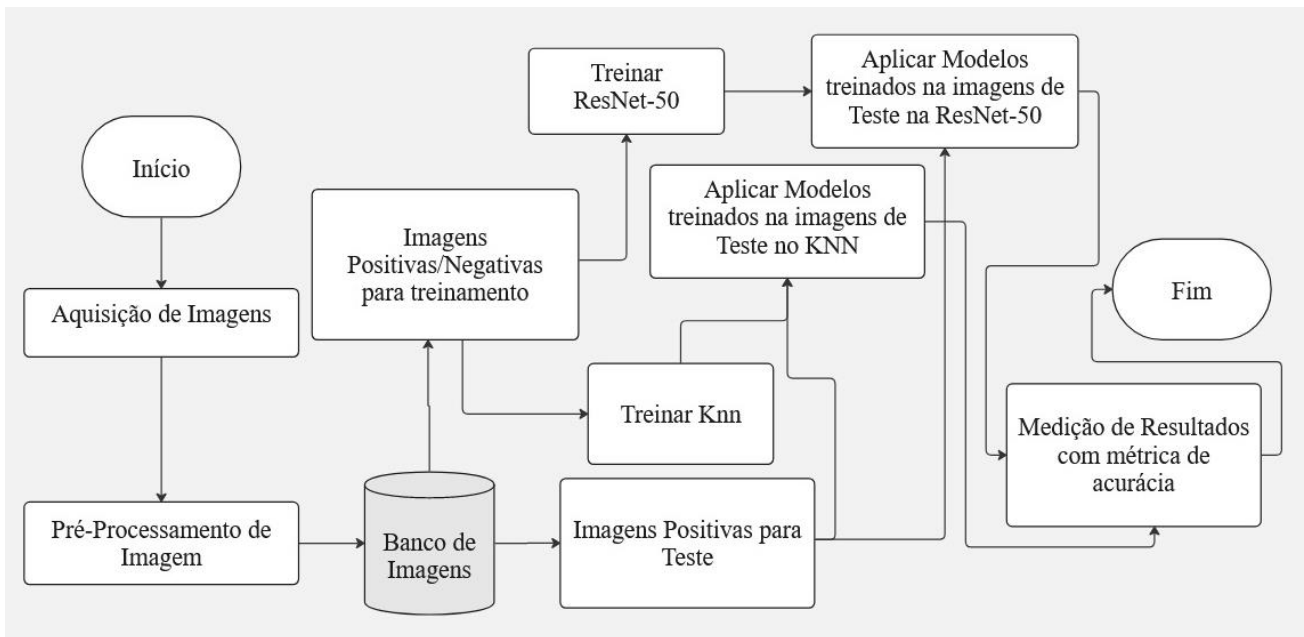 Início
Aquisição de Imagens
Pré-Processamento de
Imagem
Banco de
Imagens
Imagens
Positivas/Negativas
para treinamento
Treinar
ResNet-50
Aplicar Modelos
treinados na imagens de
Teste na ResNet-50
Treinar Knn
Aplicar Modelos
treinados na imagens de
Teste no KNN
Imagens Positivas para
Teste
Medição de Resultados
com métrica de
acurácia
Fim